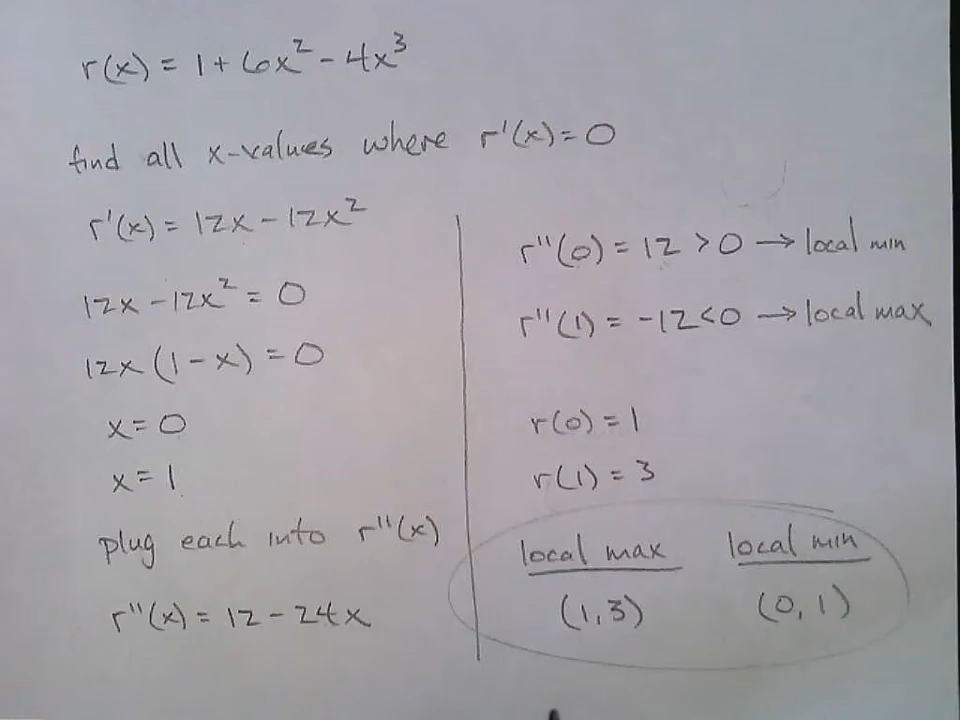 r(x) = 1 + 6x² - 4x³
find all x-values where r'(x) = 0
r'(x) = 12x - 12x²
12x - 12x² = 0
12x (1 - x) = 0
x = 0
x = 1
plug each into r''(x)
r''(x) = 12 - 24x
r''(0) = 12 > 0 → local min
r''(1) = -12 < 0 → local max
r(0) = 1
r(1) = 3
local max local min
(1, 3) (0, 1)